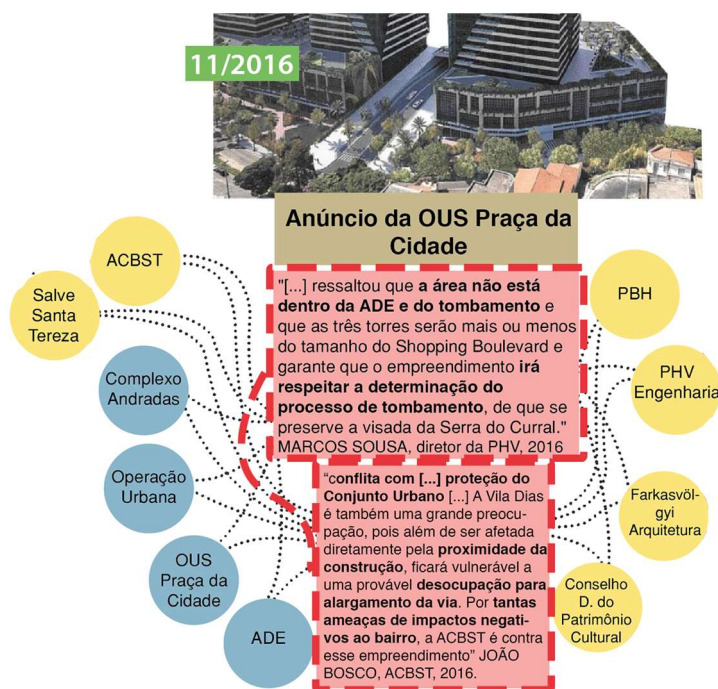 11/2016
Anúncio da OUS Praça da
Cidade
ACBST
Salve
Santa
Tereza
Complexo
Andradas
Operação
Urbana
OUS
Praça da
Cidade
ADE
"[...] ressaltou que a área não está
dentro da ADE e do tombamento e
que as três torres serão mais ou menos
do tamanho do Shopping Boulevard e
garante que o empreendimento irá
respeitar a determinação do
processo de tombamento, de que se
preserve a visada da Serra do Curral."
MARCOS SOUSA, diretor da PHV, 2016
"conflita com [...] proteção do
Conjunto Urbano [...] A Vila Dias
é também uma grande preocu-
pação, pois além de ser afetada
diretamente pela proximidade da
construção, ficará vulnerável a
uma provável desocupação para
alargamento da via. Por tantas
ameaças de impactos negati-
vos ao bairro, a ACBST é contra
esse empreendimento” JOÃO
BOSCO, ACBST, 2016.
PBH
PHV
Engenharia
Farkasvöl-
gyi
Arquitetura
Conselho
D. do
Patrimônio
Cultural